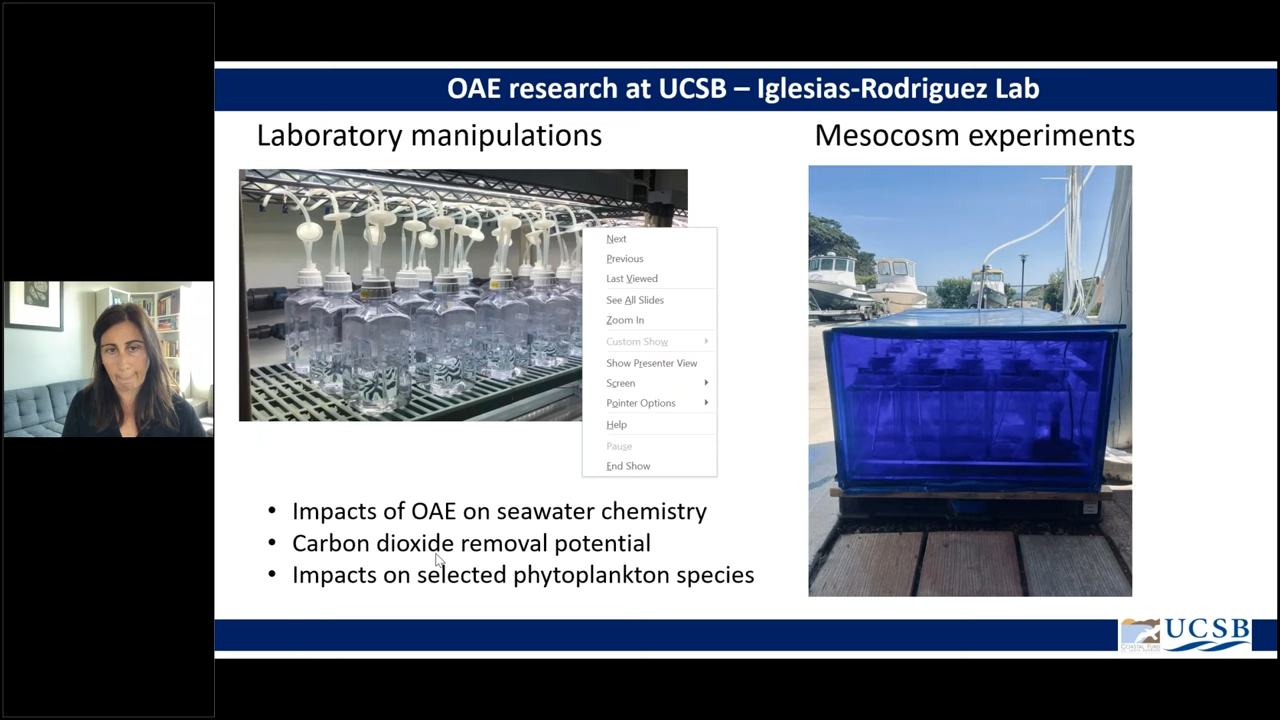 OAE research at UCSB – Iglesias-Rodriguez Lab
Laboratory manipulations
Mesocosm experiments
Next
Previous
Last Viewed
See All Slides
Zoom In
Custom Show
Show Presenter View
Screen
Pointer Options
Help
Pause
End Show
• Impacts of OAE on seawater chemistry
• Carbon dioxide removal potential
• Impacts on selected phytoplankton species
COASTAL FUND
UCSB